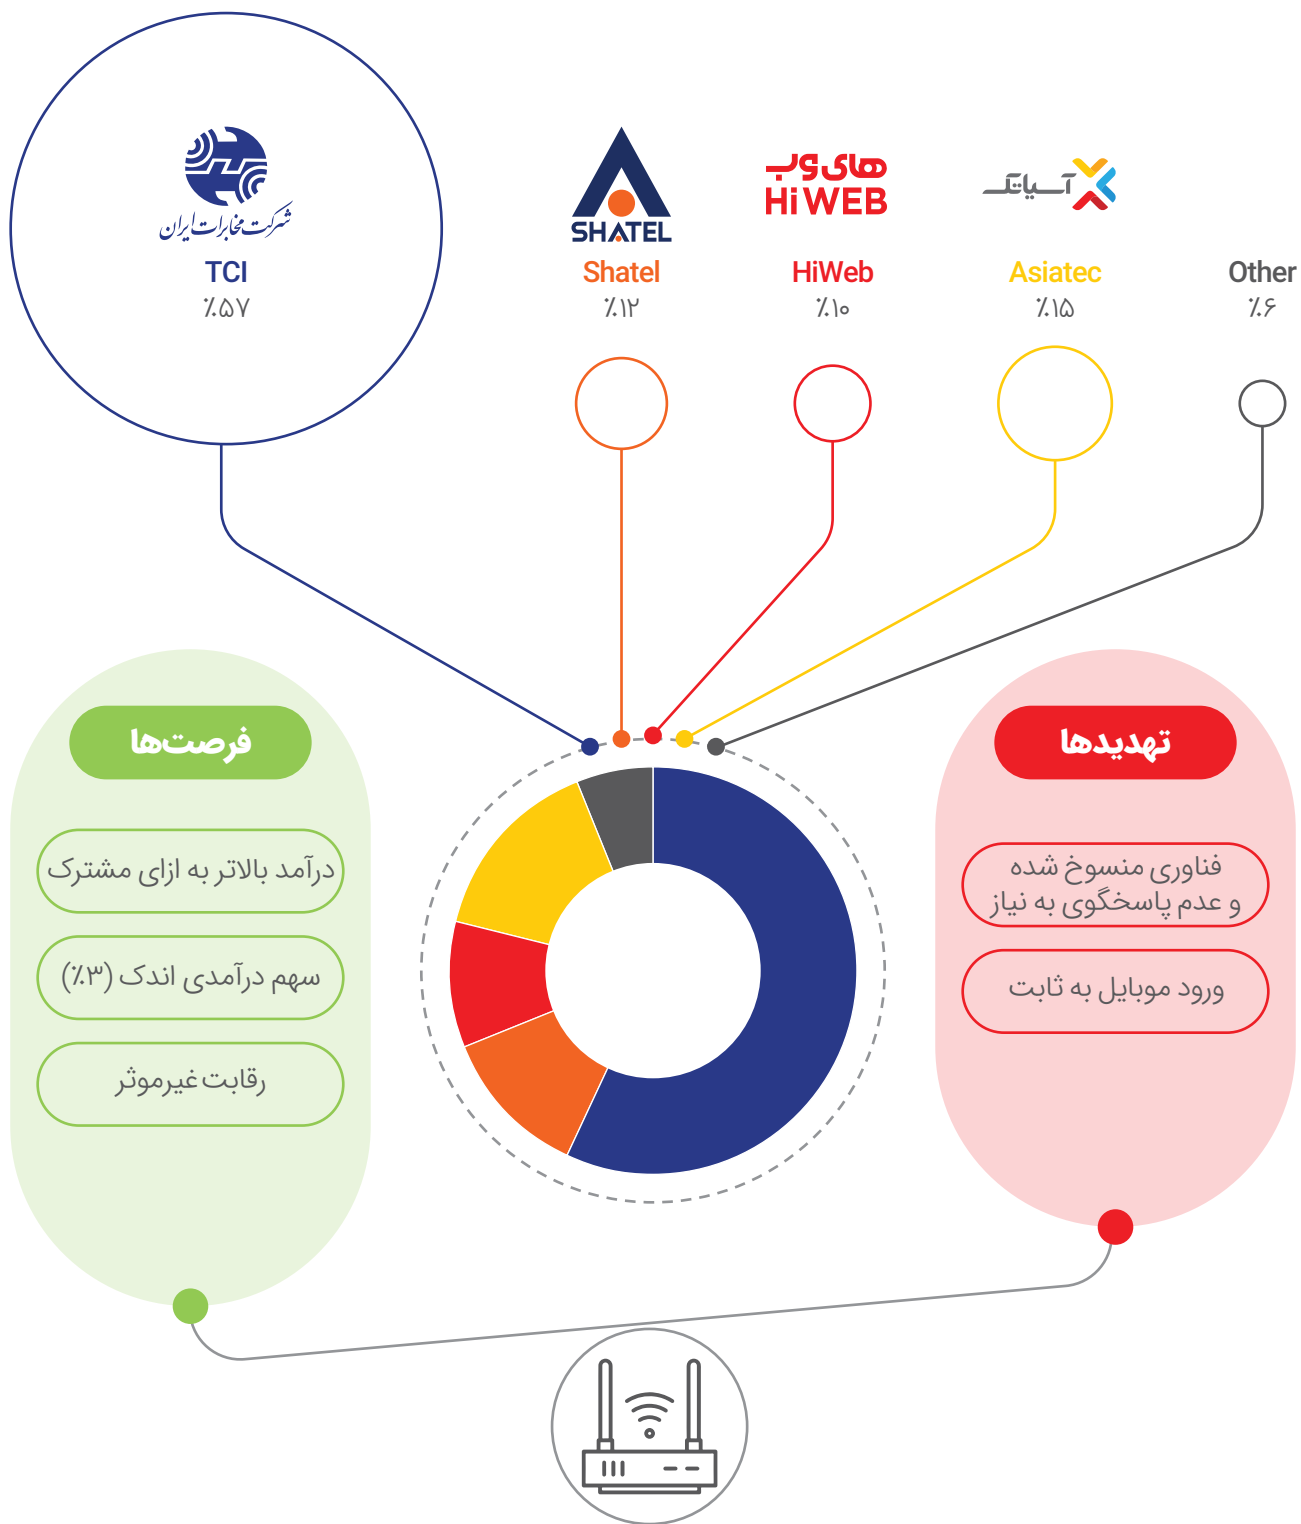 شرکت مخابرات ایران
TCI
٪۵۷
SHATEL
Shatel
٪۱۲
های وب
HiWEB
HiWeb
٪۱۰
آسیاتک
Asiatec
٪۱۵
Other
٪۶
فرصت‌ها
درآمد بالاتر به ازای مشترک
سهم درآمدی اندک (۳٪)
رقابت غیرموثر
تهدیدها
فناوری منسوخ شده
و عدم پاسخگوی به نیاز
ورود موبایل به ثابت